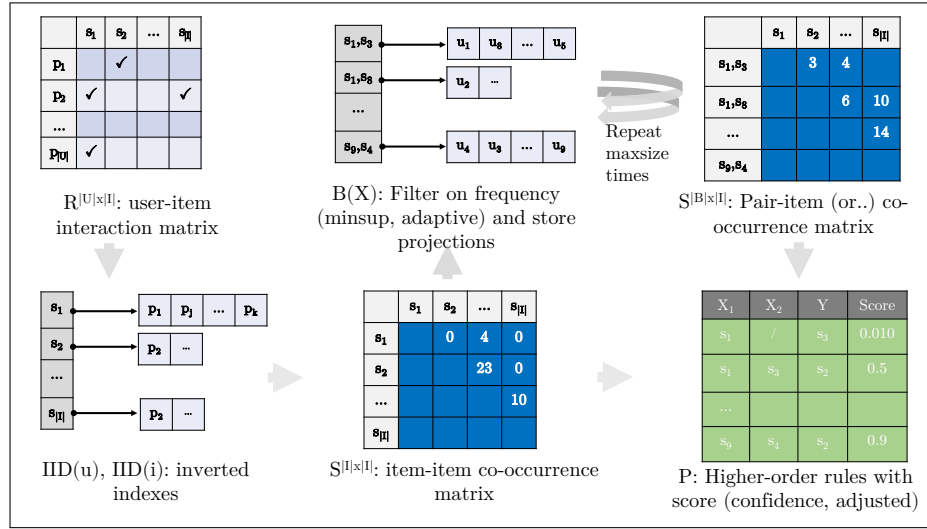 s₁ s₂ ... s|I|
p₁ ✓
p₂ ✓ ✓
...
p|U| ✓
R^|U|x|I|: user-item
interaction matrix
s₁,s₃ u₁ u₈ ... u₅
s₁,s₈ u₂ ...
...
s₉,s₄ u₄ u₃ ... u₉
B(X): Filter on frequency
(minsup, adaptive) and store
projections
Repeat
maxsize
times
s₁ s₂ ... s|I|
s₁,s₃ 3 4
s₁,s₈ 6 10
... 14
s₉,s₄
S^|B|x|I|: Pair-item (or..) co-
occurrence matrix
s₁ p₁ pⱼ ... pₖ
s₂ p₂ ...
...
s|I| p₂ ...
IID(u), IID(i): inverted
indexes
s₁ s₂ ... s|I|
s₁ 0 4 0
s₂ 23 0
... 10
s|I|
S^|I|x|I|: item-item co-occurrence
matrix
X₁ X₂ Y Score
s₁ / s₃ 0.010
s₁ s₃ s₂ 0.5
...
s₉ s₄ s₂ 0.9
P: Higher-order rules with
score (confidence, adjusted)